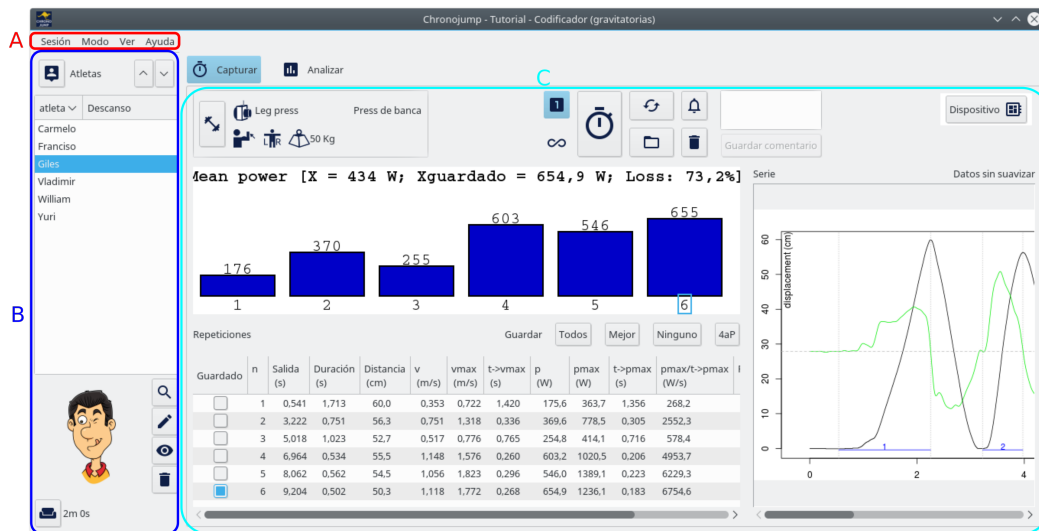 Chronojump - Tutorial - Codificador (gravitatorias)
A
Sesión Modo Ver Ayuda
Atletas
Capturar
Analizar
C
atleta Descanso
Carmelo
Franciso
Giles
Vladimir
William
Yuri
B
2m 0s
Leg press Press de banca
L R 50 Kg
1
Guardar comentario
Dispositivo
Mean power [X = 434 W; Xguardado = 654,9 W; Loss: 73,2%]
176 370 255 603 546 655
1 2 3 4 5 6
Serie Datos sin suavizar
displacement (cm)
60
50
40
30
20
10
0
1 2
0 2 4
Repeticiones Guardar Todos Mejor Ninguno 4aP
Guardado n Salida (s) Duración (s) Distancia (cm) v (m/s) vmax (m/s) t->vmax (s) p (W) pmax (W) t->pmax (s) pmax/t->pmax (W/s)
1 0,541 1,713 60,0 0,353 0,722 1,420 175,6 363,7 1,356 268,2
2 3,222 0,751 56,3 0,751 1,318 0,336 369,6 778,5 0,305 2552,3
3 5,018 1,023 52,7 0,517 0,776 0,765 254,8 414,1 0,716 578,4
4 6,964 0,534 55,5 1,148 1,576 0,260 603,2 1020,5 0,206 4953,7
5 8,062 0,562 54,5 1,056 1,823 0,296 546,0 1389,1 0,223 6229,3
6 9,204 0,502 50,3 1,118 1,772 0,268 654,9 1236,1 0,183 6754,6